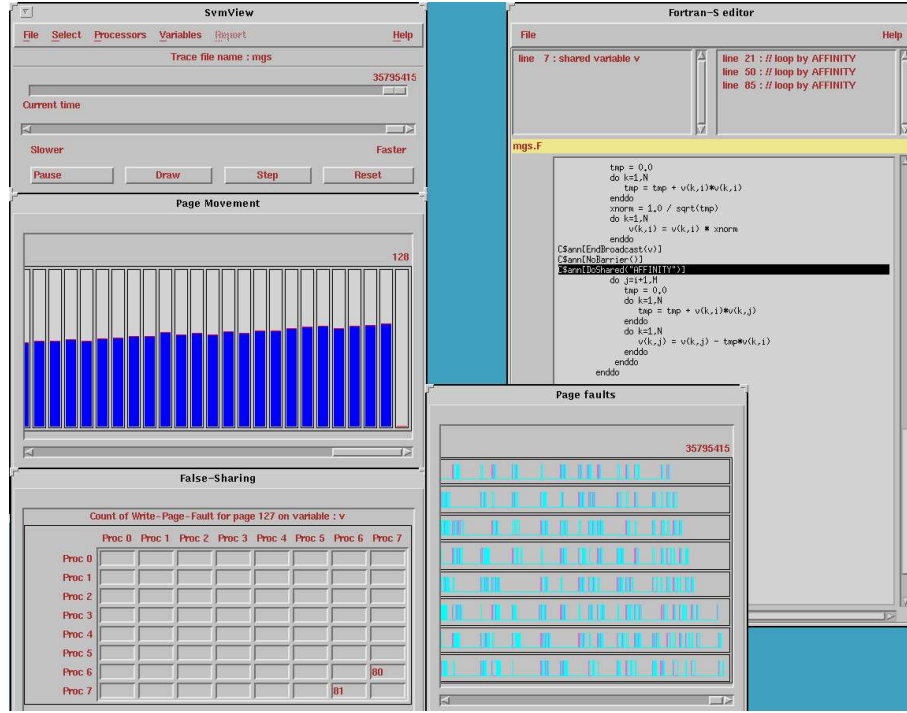 SvmView
File Select Processors Variables Report Help
Trace file name : mgs
35795415
Current time
Slower Faster
Pause Draw Step Reset
Page Movement
128
False-Sharing
Count of Write-Page-Fault for page 127 on variable : v
Proc 0 Proc 1 Proc 2 Proc 3 Proc 4 Proc 5 Proc 6 Proc 7
Proc 0
Proc 1
Proc 2
Proc 3
Proc 4
Proc 5
Proc 6 80
Proc 7 81
Fortran-S editor
File Help
line 7 : shared variable v
line 21 : // loop by AFFINITY
line 50 : // loop by AFFINITY
line 85 : // loop by AFFINITY
mgs.F
tmp = 0.0
do k=1,N
tmp = tmp + v(k,i)*v(k,i)
enddo
xnorm = 1.0 / sqrt(tmp)
do k=1,N
v(k,i) = v(k,i) * xnorm
enddo
C$ann[EndBroadcast(v)]
C$ann[NoBarrier()]
C$ann[DoShared("AFFINITY")]
do j=i+1,M
tmp = 0.0
do k=1,N
tmp = tmp + v(k,i)*v(k,j)
enddo
do k=1,N
v(k,j) = v(k,j) - tmp*v(k,i)
enddo
enddo
enddo
Page faults
35795415